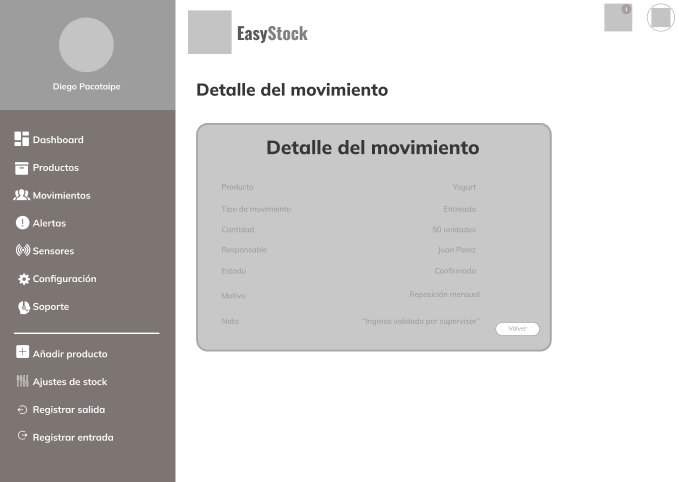 Diego Pacotaipe
Dashboard
Productos
Movimientos
Alertas
Sensores
Configuración
Soporte
Añadir producto
Ajustes de stock
Registrar salida
Registrar entrada
EasyStock
1
Detalle del movimiento
Detalle del movimiento
Producto Yogurt
Tipo de movimiento Entreada
Cantidad 50 unidades
Responsable Juan Perez
Estado Confirmado
Motivo Reposición mensual
Nota "Ingresa validado por supervisor"
Volver